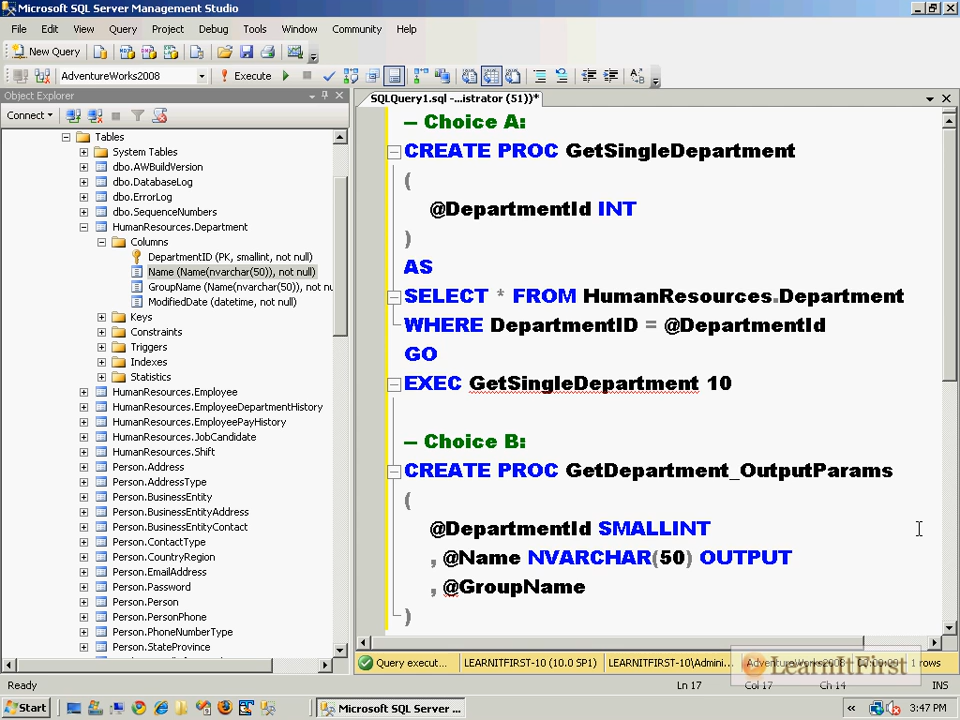 Microsoft SQL Server Management Studio
File Edit View Query Project Debug Tools Window Community Help
New Query
AdventureWorks2008 Execute
Object Explorer
SQLQuery1.sql -...istrator (51))*
Connect
Tables
System Tables
dbo.AWBuildVersion
dbo.DatabaseLog
dbo.ErrorLog
dbo.SequenceNumbers
HumanResources.Department
Columns
DepartmentID (PK, smallint, not null)
Name (Name(nvarchar(50)), not null)
GroupName (Name(nvarchar(50)), not nu
ModifiedDate (datetime, not null)
Keys
Constraints
Triggers
Indexes
Statistics
HumanResources.Employee
HumanResources.EmployeeDepartmentHistory
HumanResources.EmployeePayHistory
HumanResources.JobCandidate
HumanResources.Shift
Person.Address
Person.AddressType
Person.BusinessEntity
Person.BusinessEntityAddress
Person.BusinessEntityContact
Person.ContactType
Person.CountryRegion
Person.EmailAddress
Person.Password
Person.Person
Person.PersonPhone
Person.PhoneNumberType
Person.StateProvince
-- Choice A:
CREATE PROC GetSingleDepartment
(
@DepartmentId INT
)
AS
SELECT * FROM HumanResources.Department
WHERE DepartmentID = @DepartmentId
GO
EXEC GetSingleDepartment 10
-- Choice B:
CREATE PROC GetDepartment_OutputParams
(
@DepartmentId SMALLINT
, @Name NVARCHAR(50) OUTPUT
, @GroupName
)
Query execut... LEARNITFIRST-10 (10.0 SP1) LEARNITFIRST-10\Admini... AdventureWorks2008 00:00:00 1 rows
LearnItFirst
Ready Ln 17 Col 17 Ch 14 INS
Start Microsoft SQL Server ... 3:47 PM